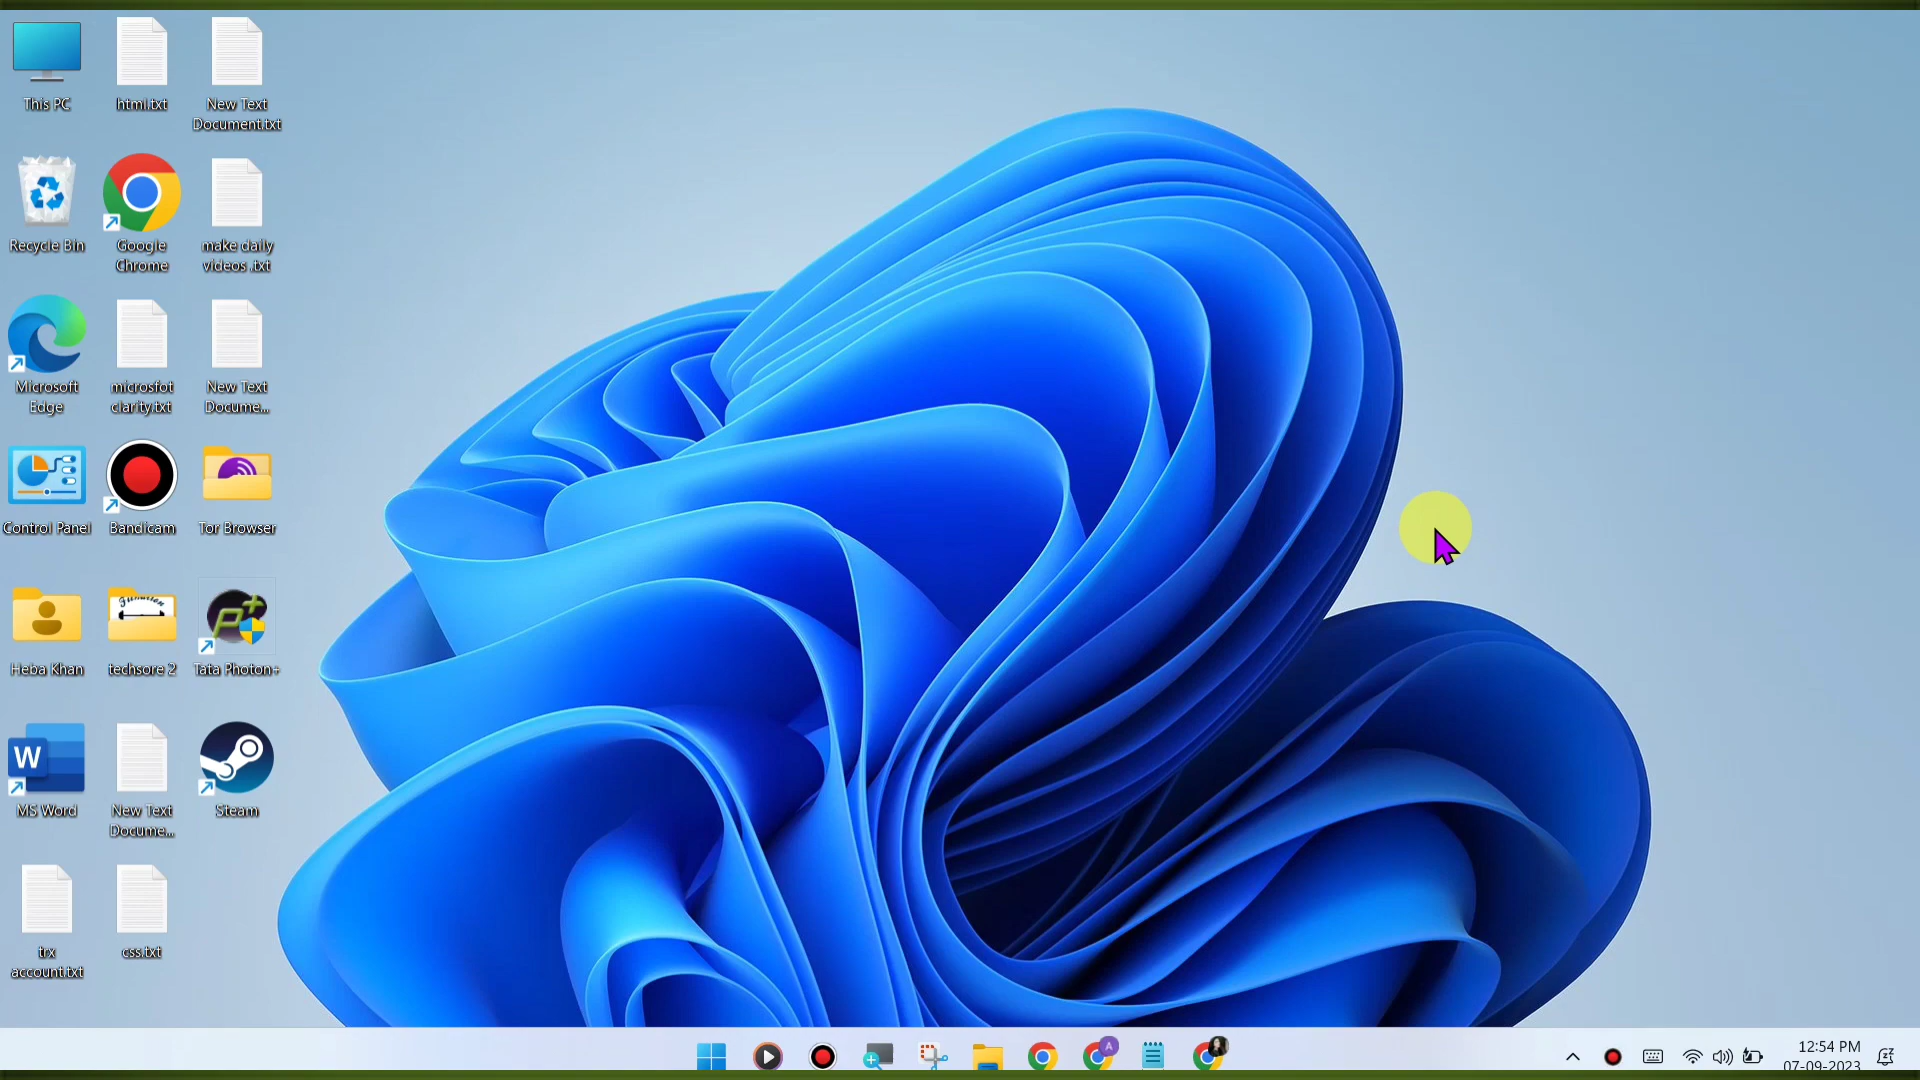 This PC
html.txt
New Text
Document.txt
Recycle Bin
Google
Chrome
make daily
videos .txt
Microsoft
Edge
microsfot
clarity.txt
New Text
Docume...
Control Panel
Bandicam
Tor Browser
Heba Khan
techsore 2
Tata Photon+
MS Word
New Text
Docume...
Steam
trx
account.txt
css.txt
12:54 PM
07-09-2023